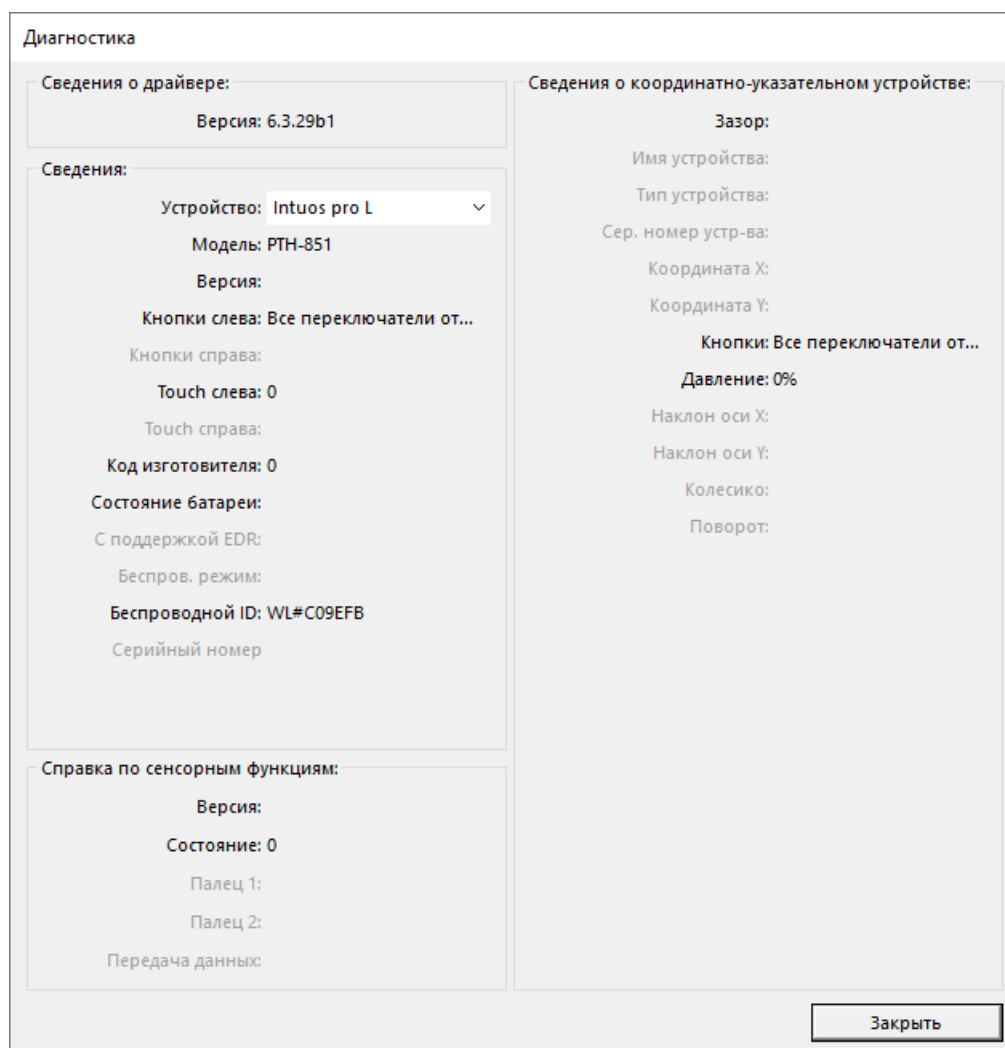 Диагностика
Сведения о драйвере:
Версия: 6.3.29b1
Сведения:
Устройство: Intuos pro L
Модель: PTH-851
Версия:
Кнопки слева: Все переключатели от...
Кнопки справа:
Touch слева: 0
Touch справа:
Код изготовителя: 0
Состояние батареи:
С поддержкой EDR:
Беспров. режим:
Беспроводной ID: WL#C09EFB
Серийный номер
Справка по сенсорным функциям:
Версия:
Состояние: 0
Палец 1:
Палец 2:
Передача данных:
Сведения о координатно-указательном устройстве:
Зазор:
Имя устройства:
Тип устройства:
Сер. номер устр-ва:
Координата X:
Координата Y:
Кнопки: Все переключатели от...
Давление: 0%
Наклон оси X:
Наклон оси Y:
Колесико:
Поворот:
Закрыть